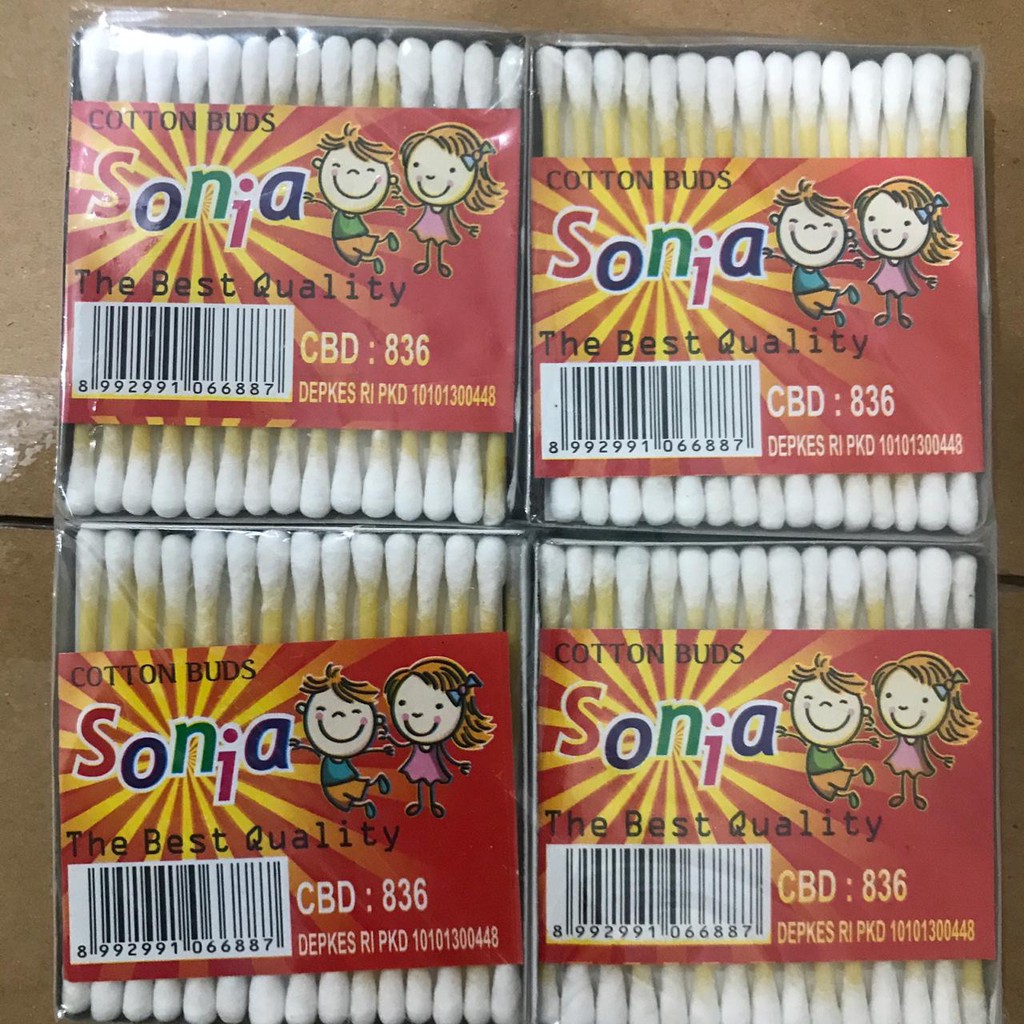 COTTON BUDS
Sonia
The Best Quality
8 992991 066887
CBD : 836
DEPKES RI PKD 10101300448
COTTON BUDS
Sonia
The Best Quality
8 992991 066887
CBD : 836
DEPKES RI PKD 10101300448
COTTON BUDS
Sonia
The Best Quality
8 992991 066887
CBD : 836
DEPKES RI PKD 10101300448
COTTON BUDS
Sonia
The Best Quality
8 992991 066887
CBD : 836
DEPKES RI PKD 10101300448